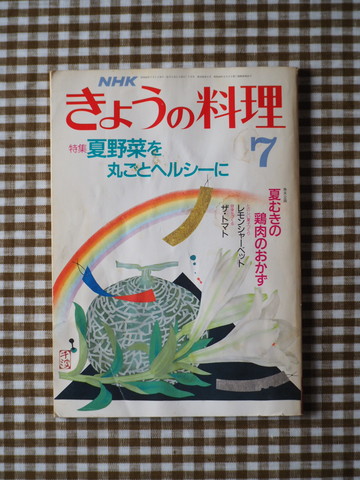 NHK
きょうの料理
特集
夏野菜を
丸ごとヘルシーに
7
夏むきの
鶏肉のおかず
レモンシャーベット
ザ・トマト